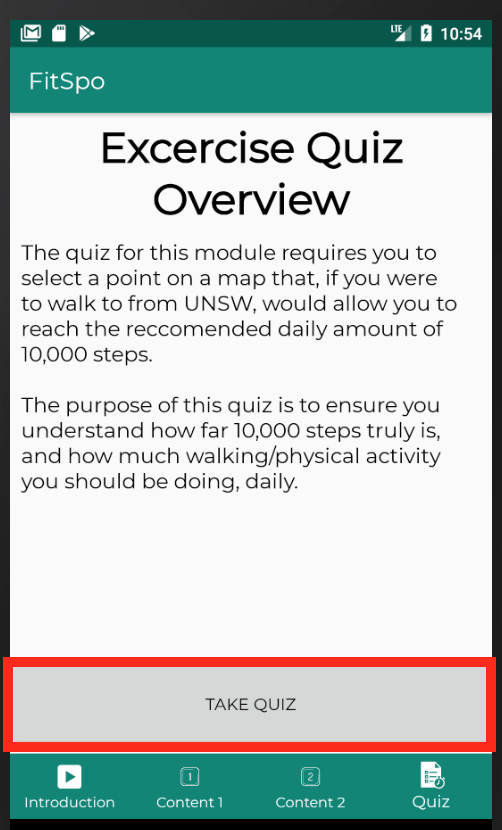 LTE 10:54
FitSpo
Excercise Quiz
Overview
The quiz for this module requires you to
select a point on a map that, if you were
to walk to from UNSW, would allow you to
reach the reccomended daily amount of
10,000 steps.
The purpose of this quiz is to ensure you
understand how far 10,000 steps truly is,
and how much walking/physical activity
you should be doing, daily.
TAKE QUIZ
1 2
Introduction Content 1 Content 2 Quiz